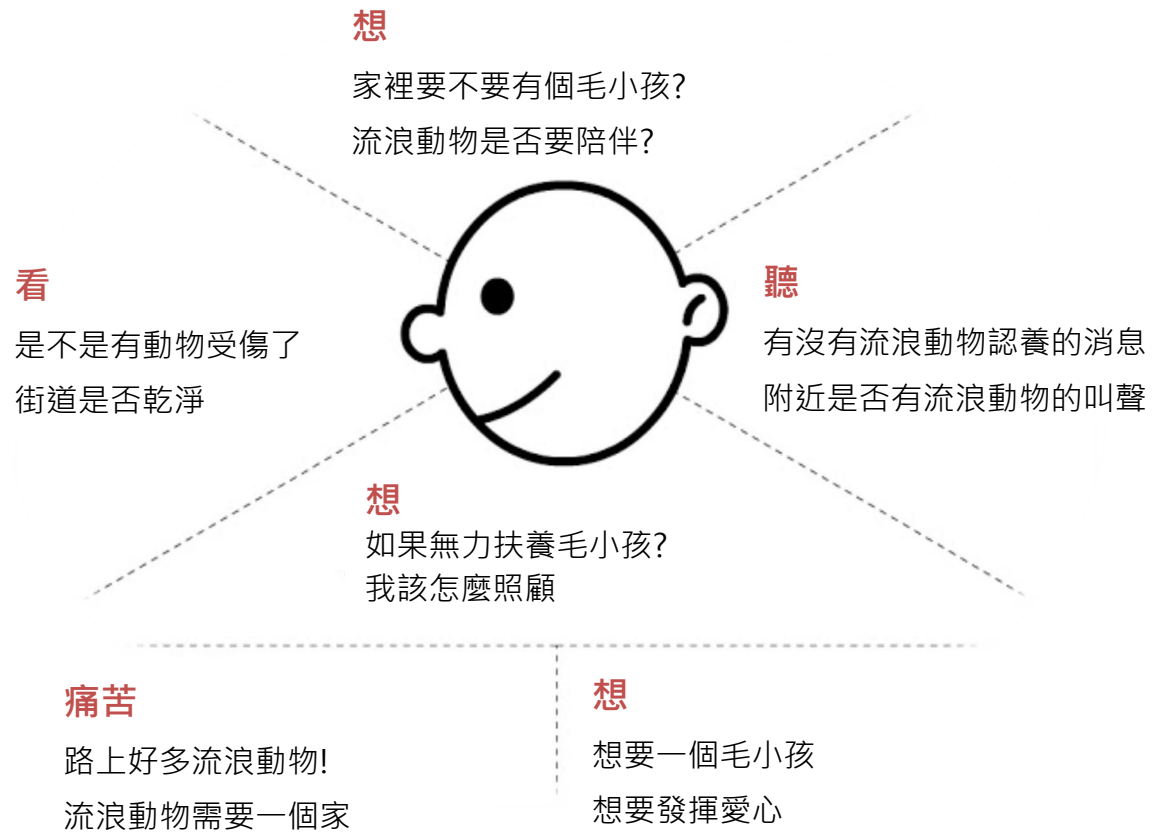 想
家裡要不要有個毛小孩?
流浪動物是否要陪伴?
看
是不是有動物受傷了
街道是否乾淨
聽
有沒有流浪動物認養的消息
附近是否有流浪動物的叫聲
想
如果無力扶養毛小孩?
我該怎麼照顧
痛苦
路上好多流浪動物!
流浪動物需要一個家
想
想要一個毛小孩
想要發揮愛心